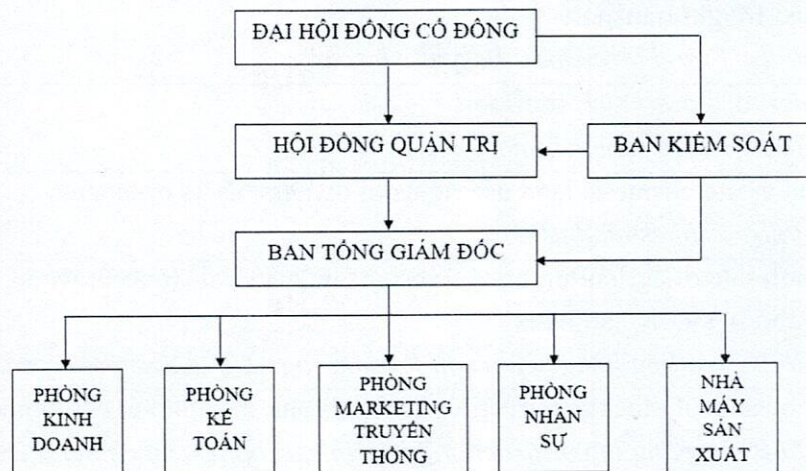 ĐẠI HỘI ĐỒNG CỔ ĐÔNG
HỘI ĐỒNG QUẢN TRỊ
BAN KIỂM SOÁT
BAN TỔNG GIÁM ĐỐC
PHÒNG
KINH
DOANH
PHÒNG
KẾ
TOÁN
PHÒNG
MARKETING
TRUYỀN
THÔNG
PHÒNG
NHÂN
SỰ
NHÀ
MÁY
SẢN
XUẤT